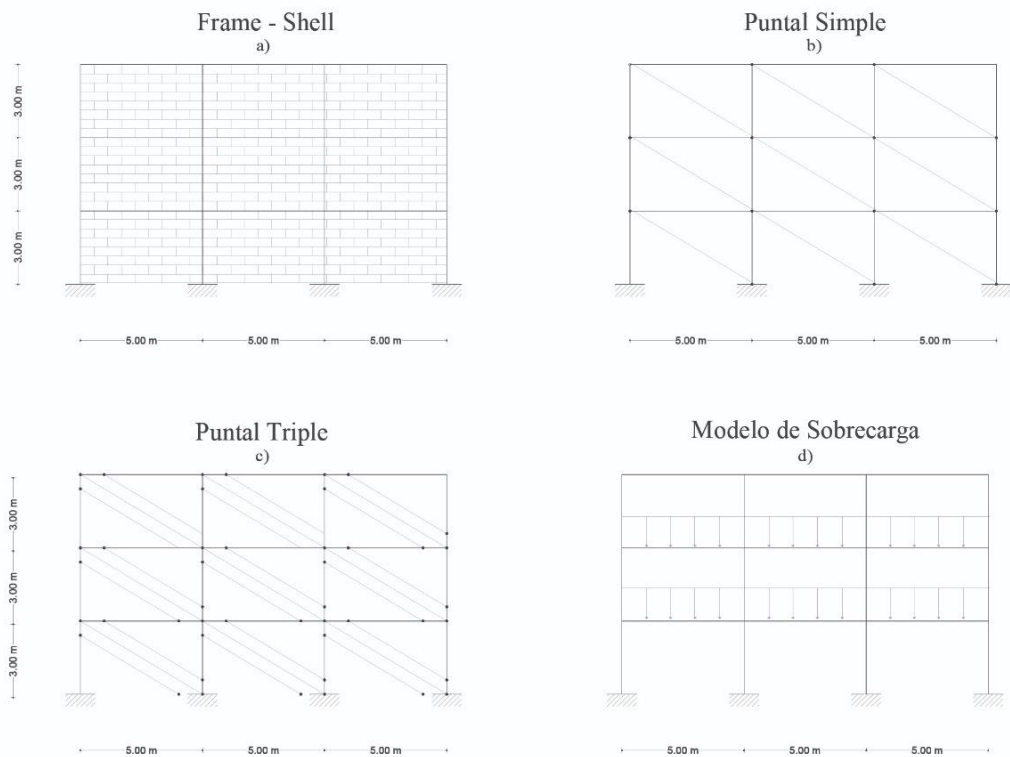 Frame - Shell
a)
3.00 m
3.00 m
3.00 m
5.00 m 5.00 m 5.00 m
Puntal Simple
b)
5.00 m 5.00 m 5.00 m
Puntal Triple
c)
3.00 m
3.00 m
3.00 m
5.00 m 5.00 m 5.00 m
Modelo de Sobrecarga
d)
5.00 m 5.00 m 5.00 m